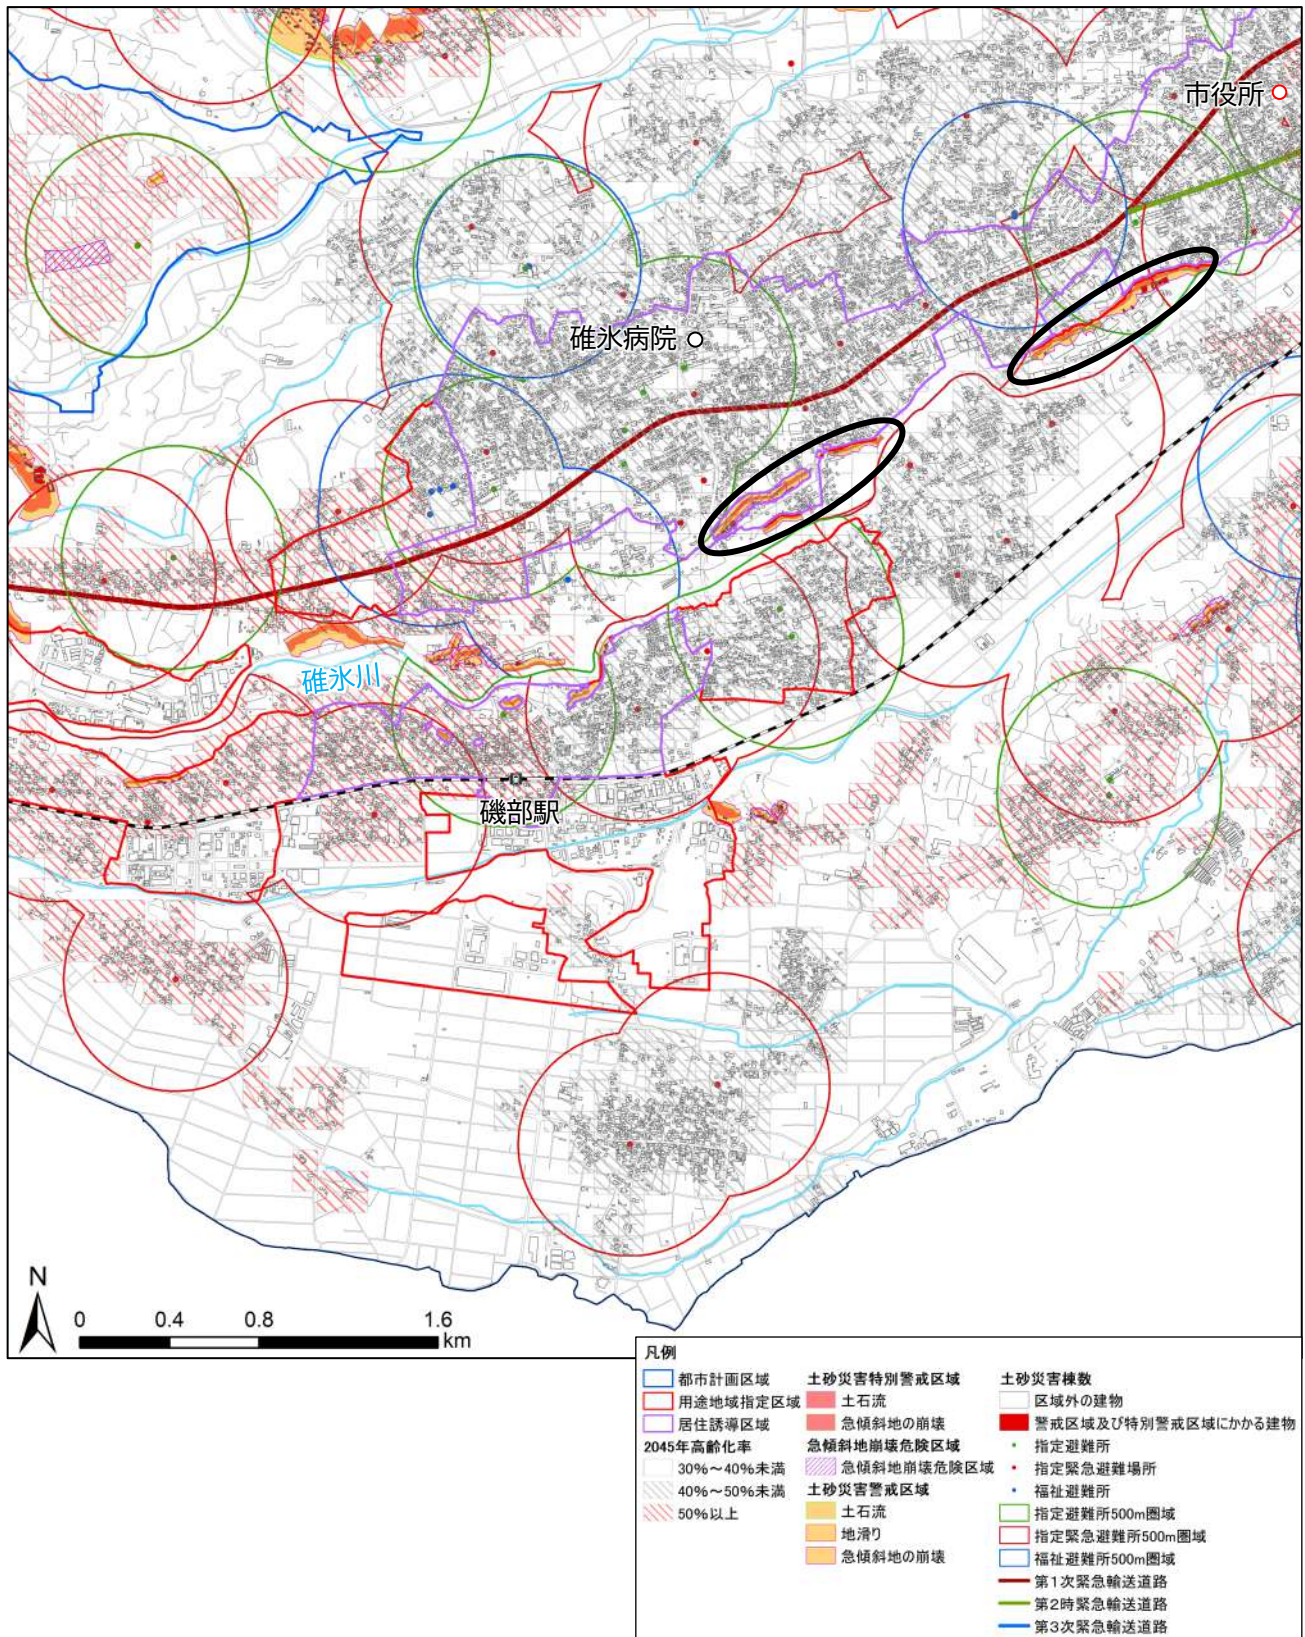 市役所
碓氷病院
碓氷川
磯部駅
N
0 0.4 0.8 1.6
km
凡例
都市計画区域
用途地域指定区域
居住誘導区域
2045年高齢化率
30%～40%未満
40%～50%未満
50%以上
土砂災害特別警戒区域
土石流
急傾斜地の崩壊
急傾斜地崩壊危険区域
急傾斜地崩壊危険区域
土砂災害警戒区域
土石流
地滑り
急傾斜地の崩壊
土砂災害棟数
区域外の建物
警戒区域及び特別警戒区域にかかる建物
指定避難所
指定緊急避難場所
福祉避難所
指定避難所500m圏域
指定緊急避難所500m圏域
福祉避難所500m圏域
第1次緊急輸送道路
第2時緊急輸送道路
第3次緊急輸送道路